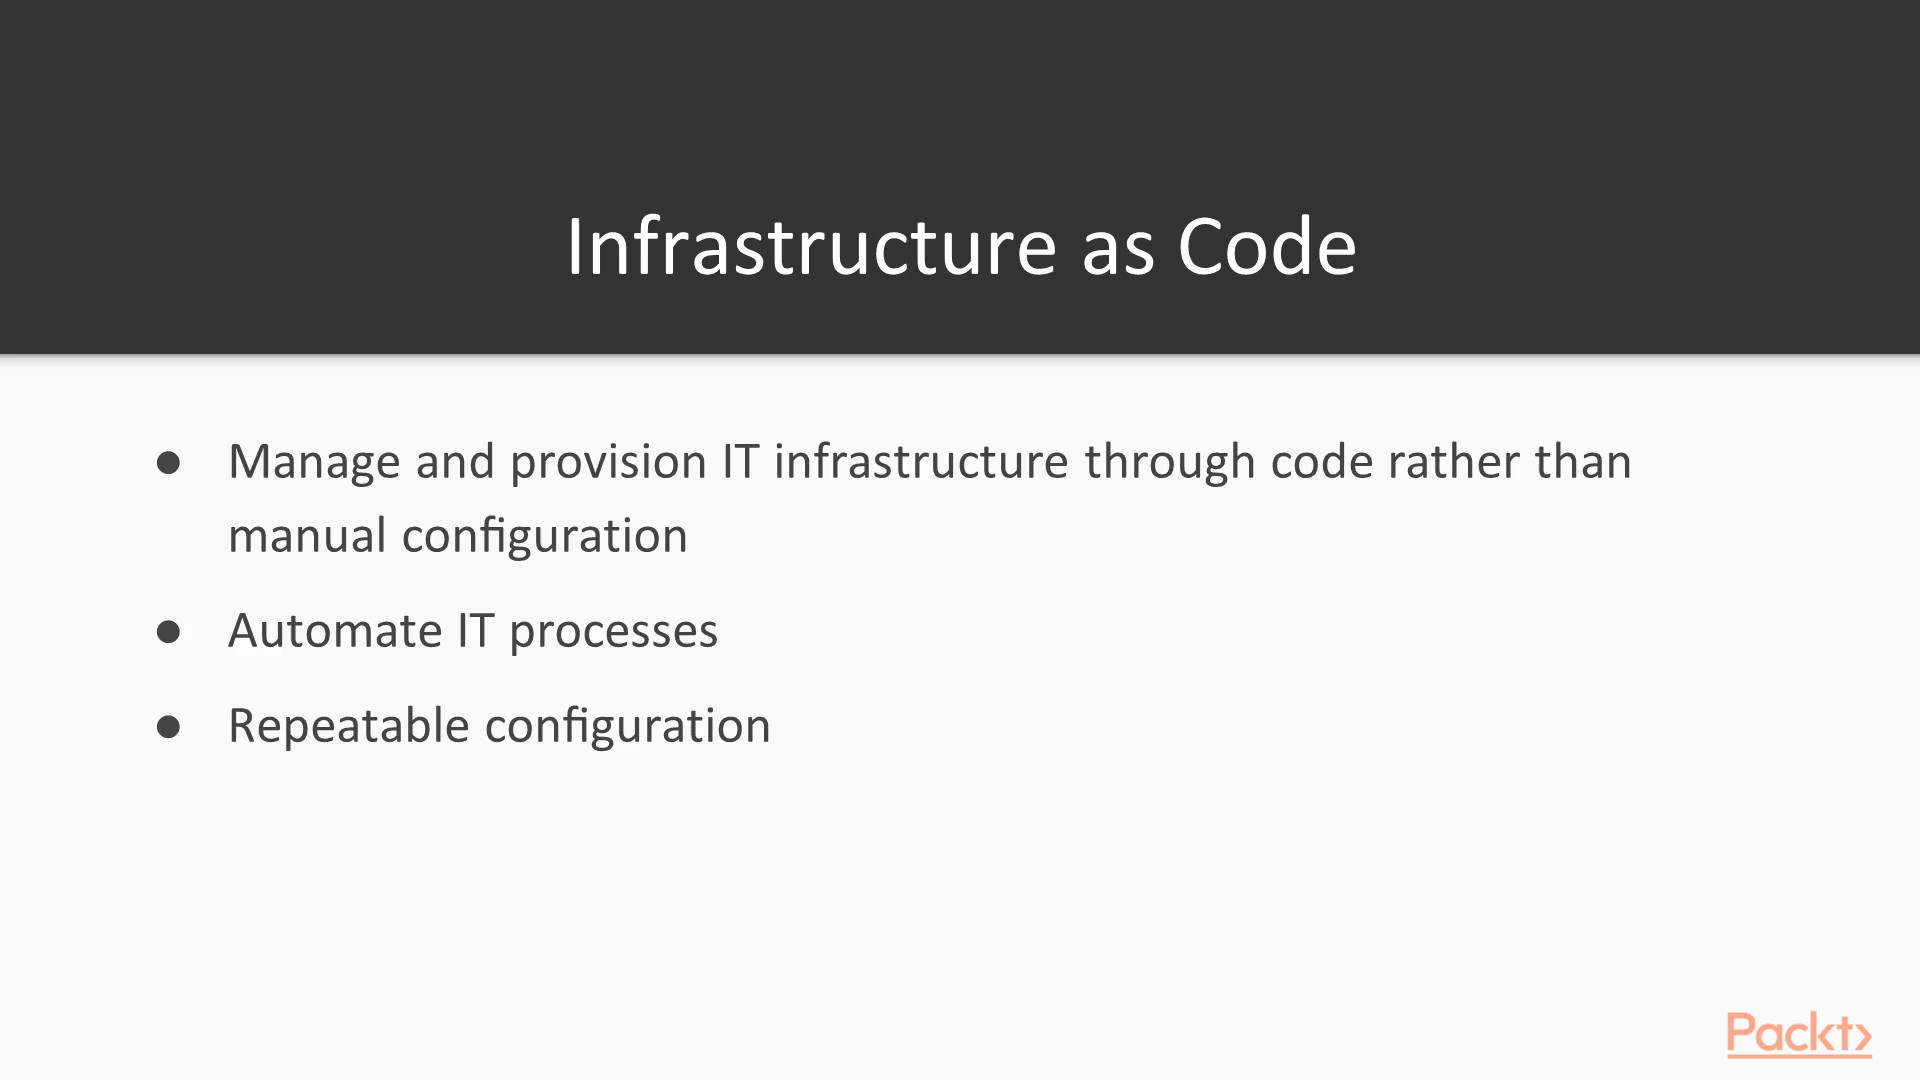 Infrastructure as Code
● Manage and provision IT infrastructure through code rather than
manual configuration
● Automate IT processes
● Repeatable configuration
Packt>